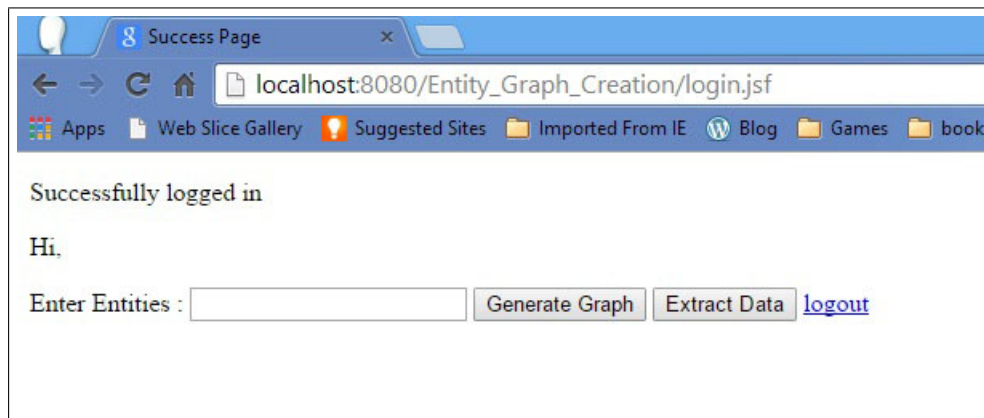 Success Page
localhost:8080/Entity_Graph_Creation/login.jsf
Apps Web Slice Gallery Suggested Sites Imported From IE Blog Games book
Successfully logged in
Hi,
Enter Entities : Generate Graph Extract Data logout